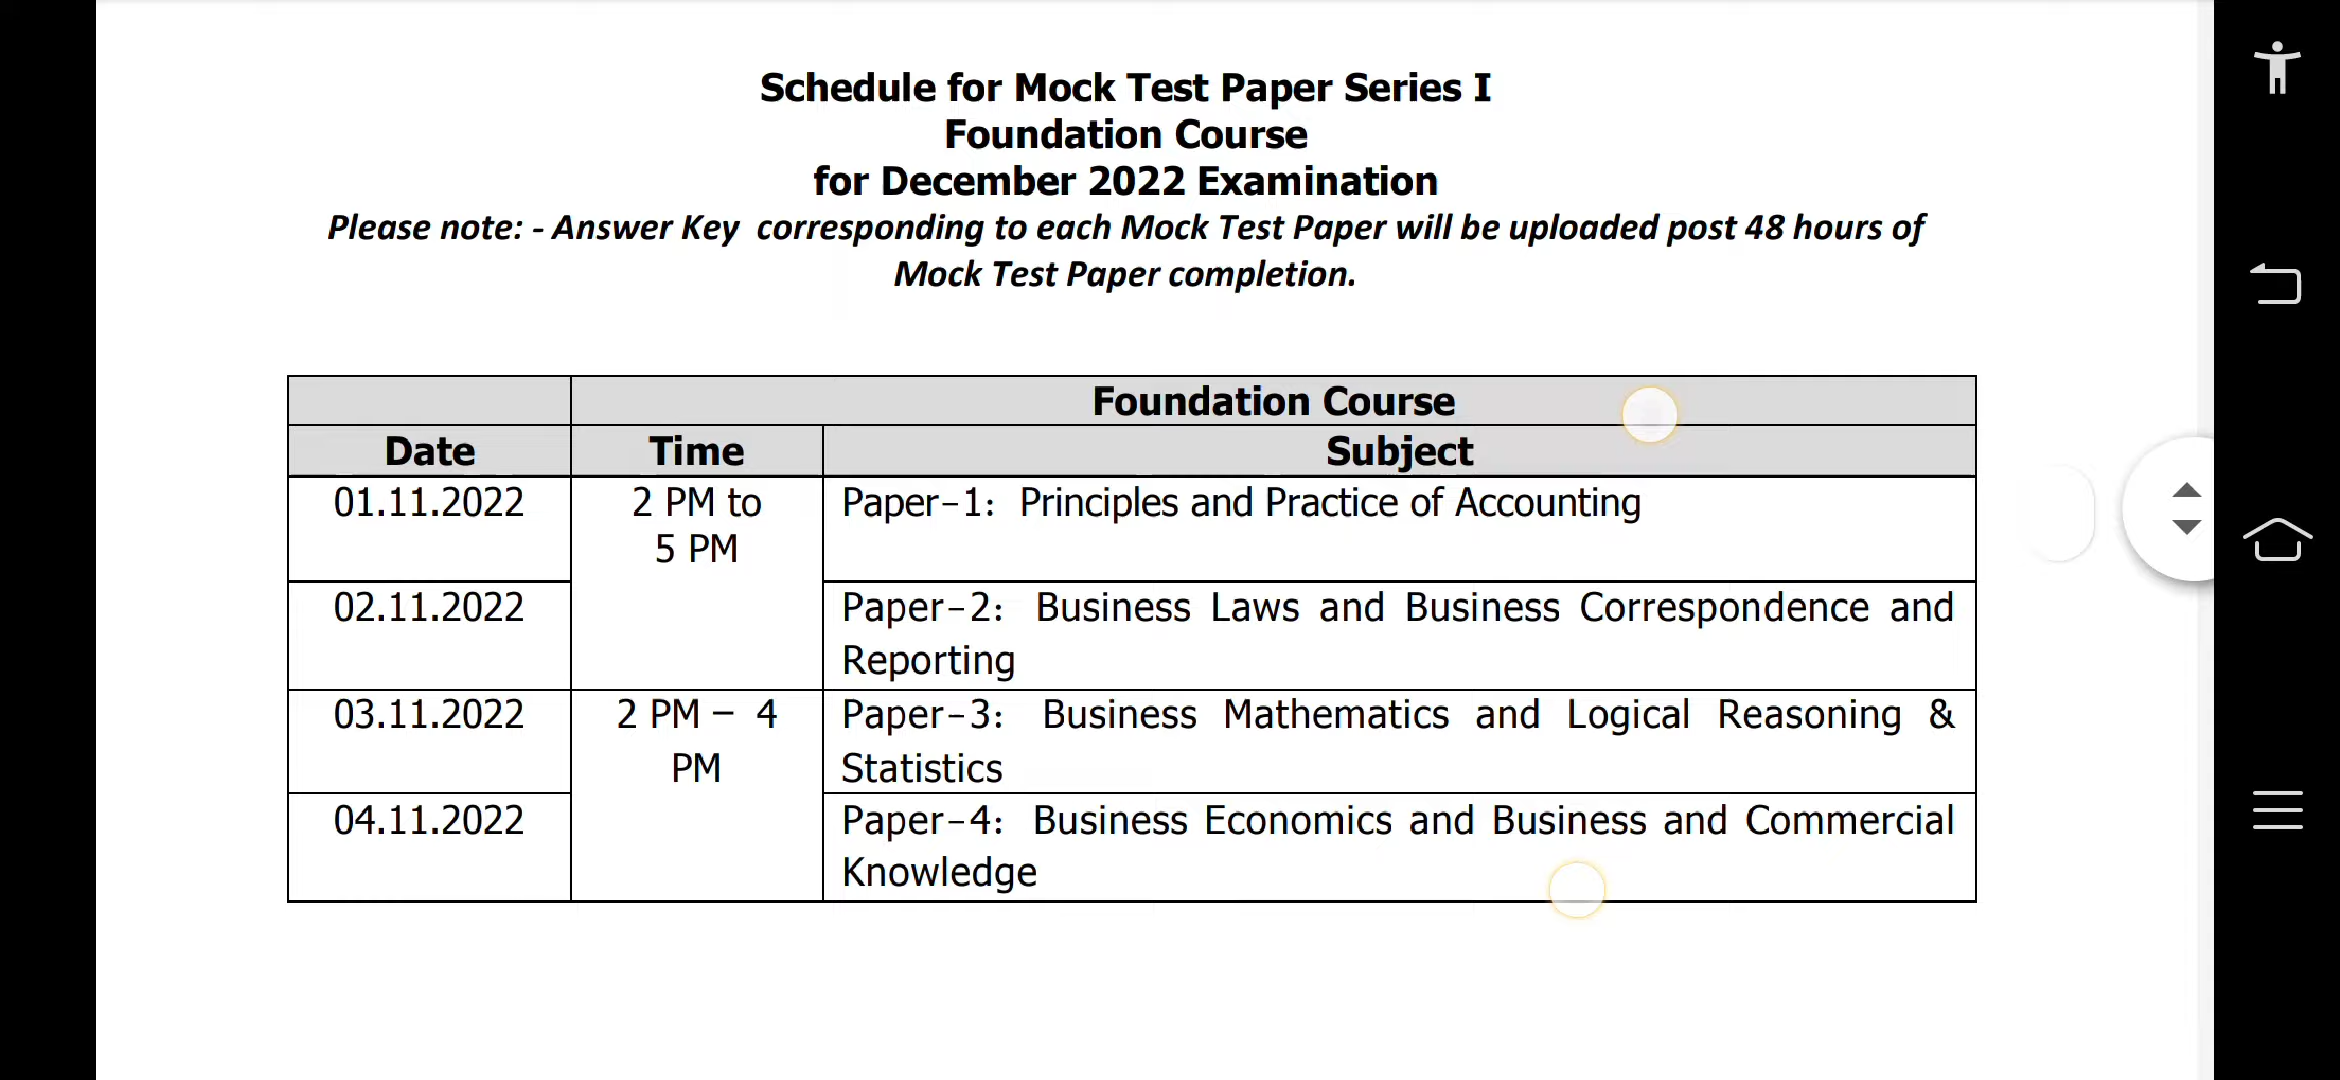 Schedule for Mock Test Paper Series I
Foundation Course
for December 2022 Examination
Please note: - Answer Key corresponding to each Mock Test Paper will be uploaded post 48 hours of
Mock Test Paper completion.
Foundation Course
Date Time Subject
01.11.2022 2 PM to Paper-1: Principles and Practice of Accounting
5 PM
02.11.2022 Paper-2: Business Laws and Business Correspondence and
Reporting
03.11.2022 2 PM – 4 Paper-3: Business Mathematics and Logical Reasoning &
PM Statistics
04.11.2022 Paper-4: Business Economics and Business and Commercial
Knowledge